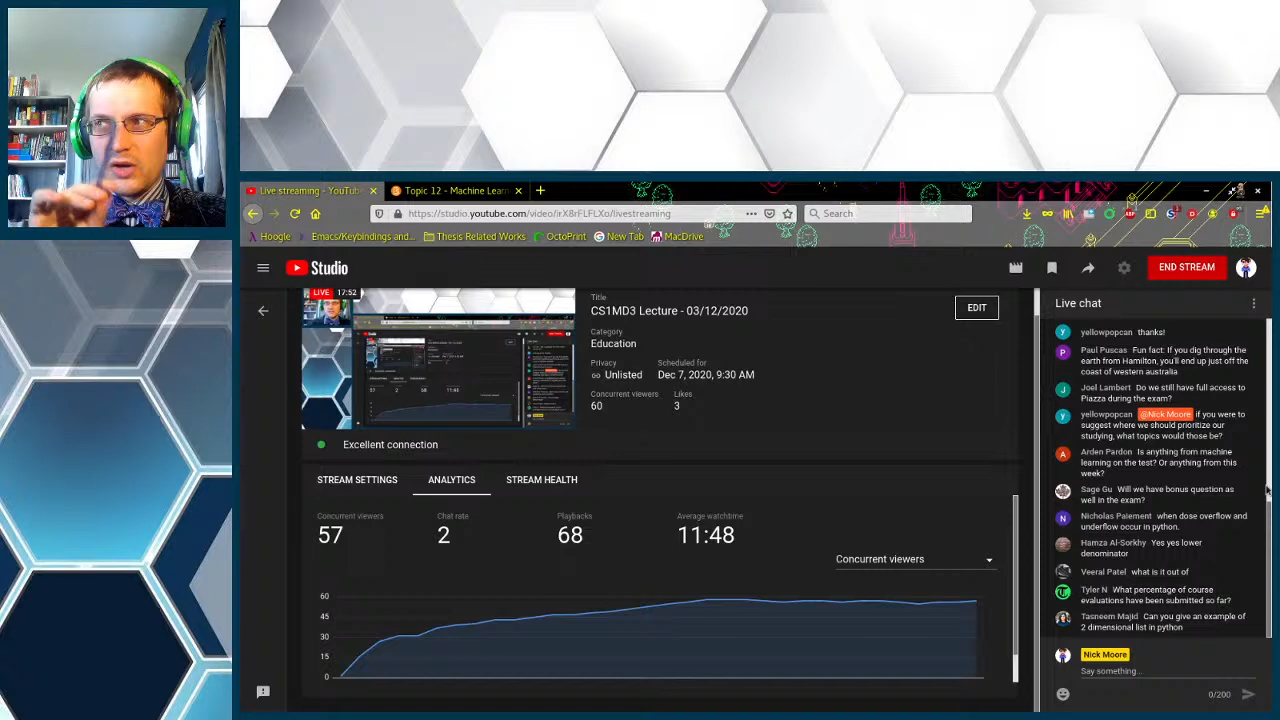 Live streaming - YouTube
Topic 12 - Machine Learn
https://studio.youtube.com/video/irX8rFLFLXo/livestreaming
Search
Hoogle
Emacs/Keybindings and...
Thesis Related Works
OctoPrint
New Tab
MacDrive
Studio
END STREAM
LIVE 17:52
Title
CS1MD3 Lecture - 03/12/2020
EDIT
Category
Education
Privacy
Scheduled for
Unlisted
Dec 7, 2020, 9:30 AM
Concurrent viewers
Likes
60
3
Excellent connection
STREAM SETTINGS
ANALYTICS
STREAM HEALTH
Concurrent viewers
Chat rate
Playbacks
Average watchtime
57
2
68
11:48
Concurrent viewers
60
45
30
15
0
Live chat
yellowpopcan thanks!
Paul Puscas Fun fact: If you dig through the
earth from Hamilton, you'll end up just off the
coast of western australia
Joel Lambert Do we still have full access to
Piazza during the exam?
yellowpopcan @Nick Moore if you were to
suggest where we should prioritize our
studying, what topics would those be?
Arden Pardon Is anything from machine
learning on the test? Or anything from this
week?
Sage Gu Will we have bonus question as
well in the exam?
Nicholas Paiement when dose overflow and
underflow occur in python.
Hamza Al-Sorkhy Yes yes lower
denominator
Veeral Patel what is it out of
Tyler N What percentage of course
evaluations have been submitted so far?
Tasneem Majid Can you give an example of
2 dimensional list in python
Nick Moore
Say something...
0/200